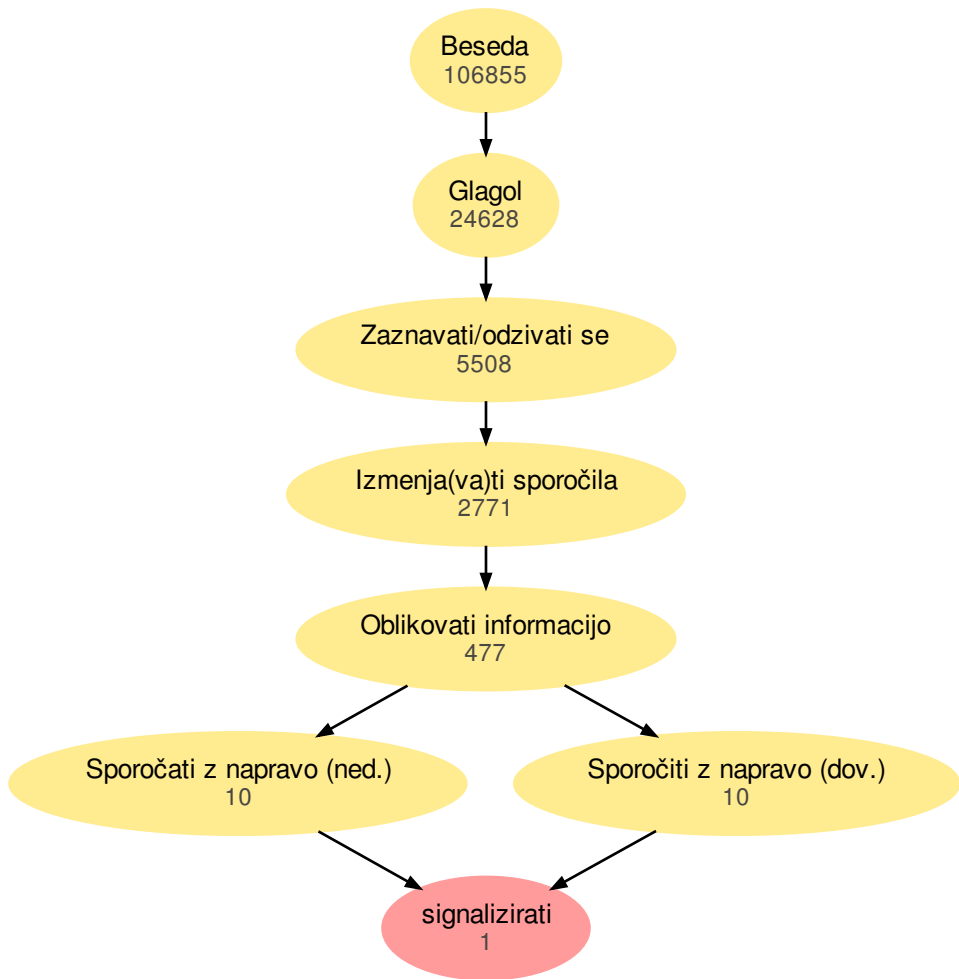 Beseda
106855
Glagol
24628
Zaznavati/odzivati se
5508
Izmenja(va)ti sporočila
2771
Oblikovati informacijo
477
Sporočati z napravo (ned.)
10
Sporočiti z napravo (dov.)
10
signalizirati
1